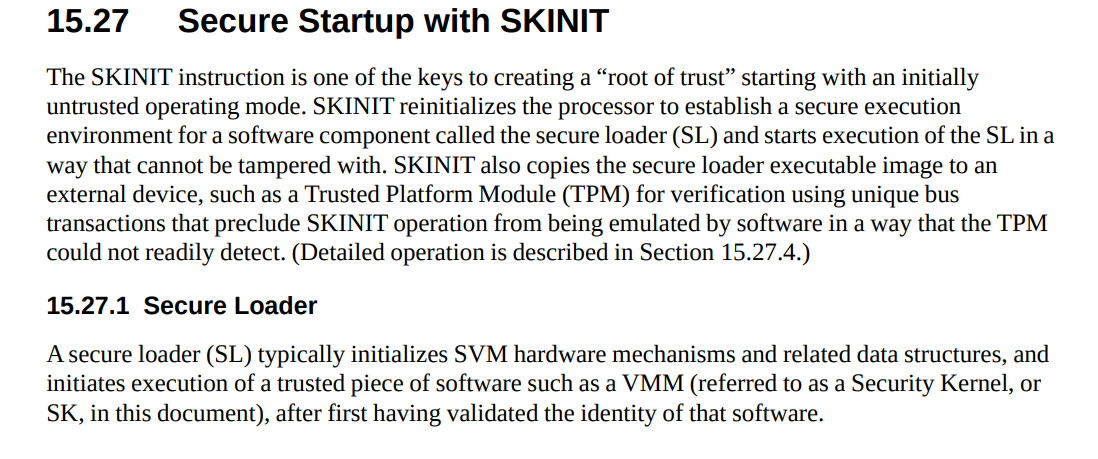 15.27 Secure Startup with SKINIT
The SKINIT instruction is one of the keys to creating a “root of trust” starting with an initially
untrusted operating mode. SKINIT reinitializes the processor to establish a secure execution
environment for a software component called the secure loader (SL) and starts execution of the SL in a
way that cannot be tampered with. SKINIT also copies the secure loader executable image to an
external device, such as a Trusted Platform Module (TPM) for verification using unique bus
transactions that preclude SKINIT operation from being emulated by software in a way that the TPM
could not readily detect. (Detailed operation is described in Section 15.27.4.)
15.27.1 Secure Loader
A secure loader (SL) typically initializes SVM hardware mechanisms and related data structures, and
initiates execution of a trusted piece of software such as a VMM (referred to as a Security Kernel, or
SK, in this document), after first having validated the identity of that software.